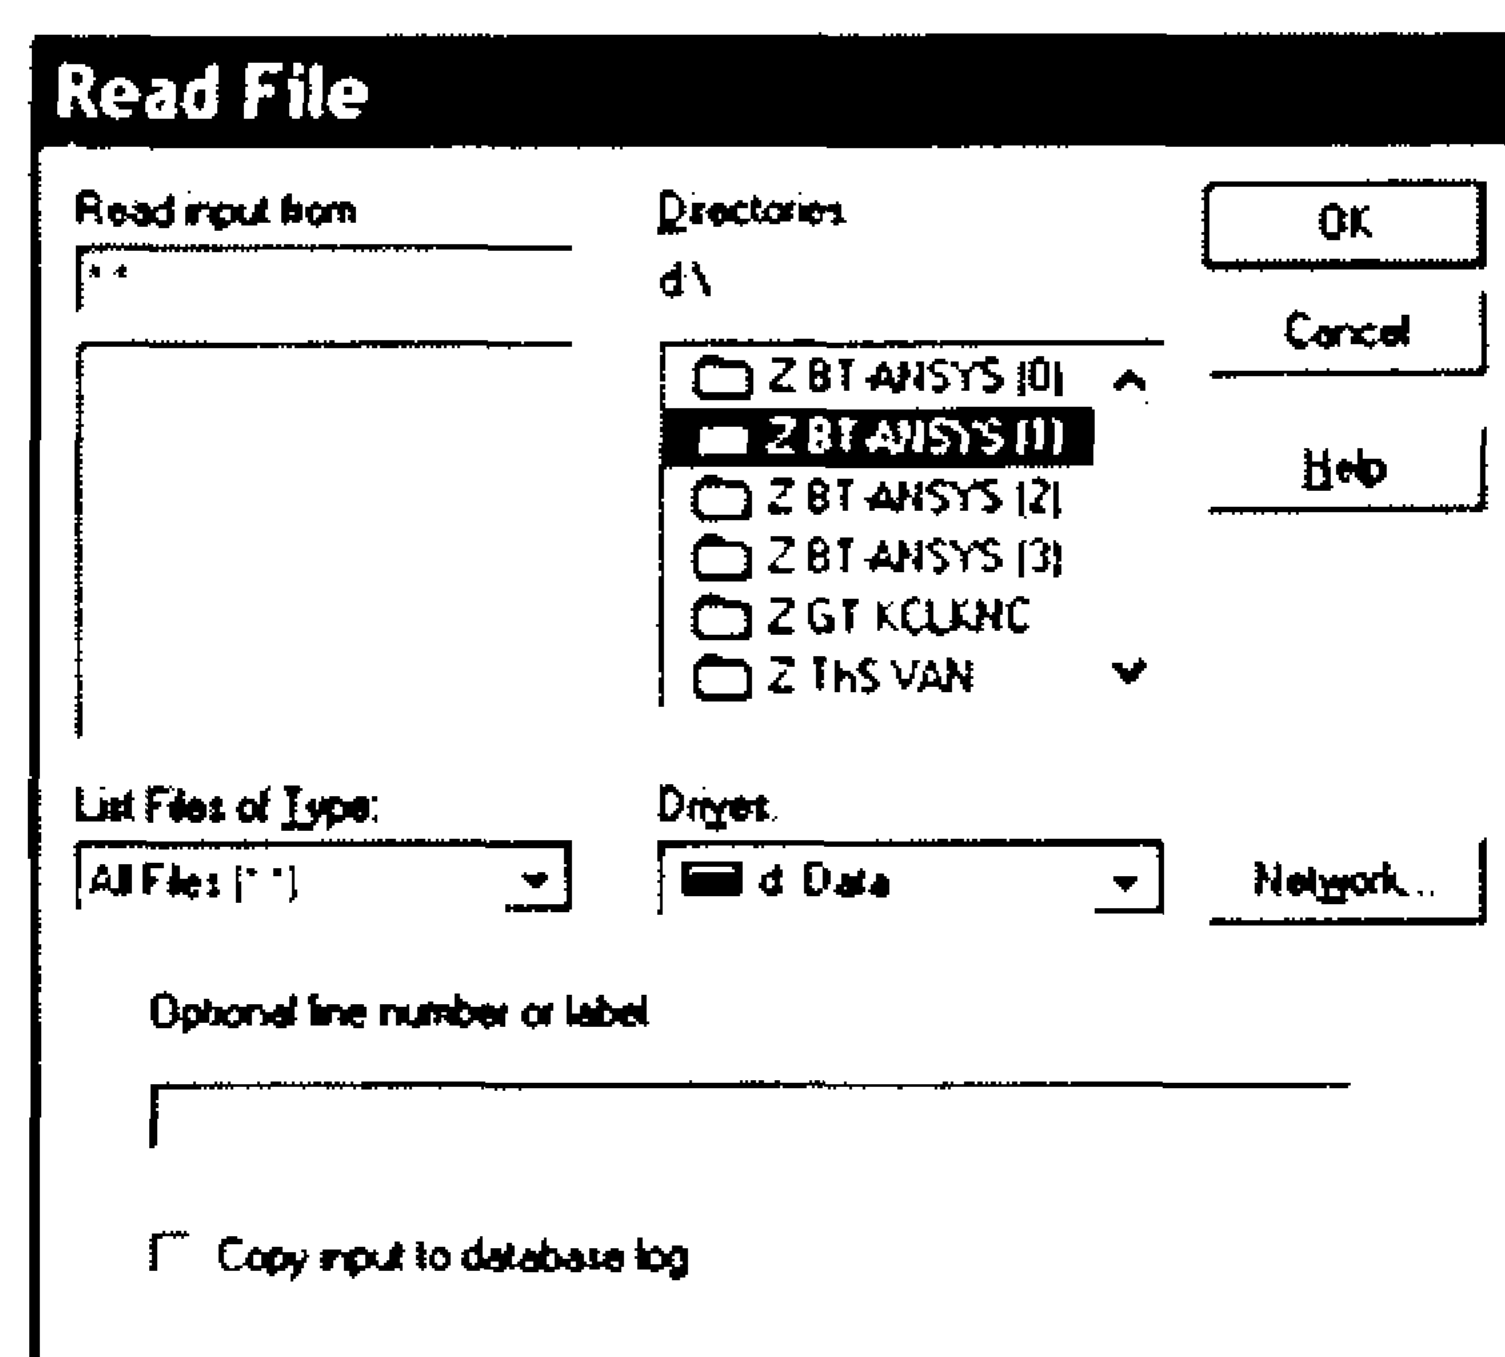 Read File
Read input from
* *
Directories
d \
OK
Cancel
Help
Z BT-ANSYS (0)
Z BT-ANSYS (1)
Z BT-ANSYS (2)
Z BT-ANSYS (3)
Z GT KCLKNC
Z ThS VAN
List Files of Type:
All Files (* *)
Drives
d Data
Network...
Optional line number or label
Copy input to database log